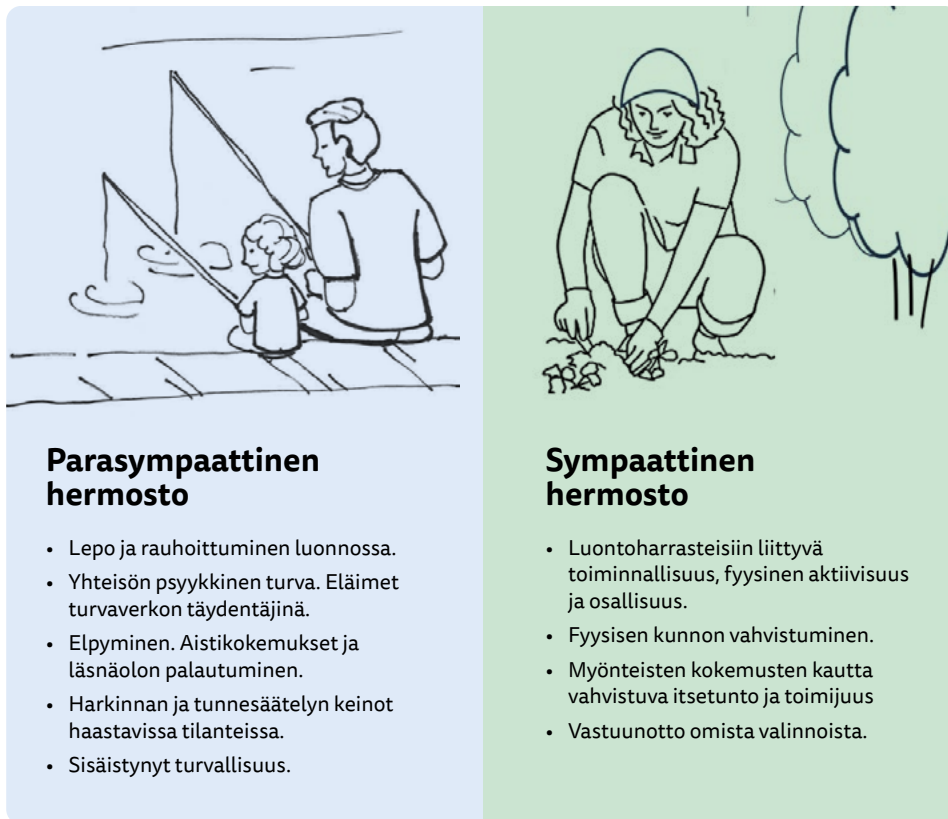 Parasympaattinen
hermosto
• Lepo ja rauhoittuminen luonnossa.
• Yhteisön psyykkinen turva. Eläimet
turvaverkon täydentäjinä.
• Elpyminen. Aistikokemukset ja
läsnäolon palautuminen.
• Harkinnan ja tunnesäätelyn keinot
haastavissa tilanteissa.
• Sisäistynyt turvallisuus.
Sympaattinen
hermosto
• Luontoharrasteisiin liittyvä
toiminnallisuus, fyysinen aktiivisuus
ja osallisuus.
• Fyysisen kunnon vahvistuminen.
• Myönteisten kokemusten kautta
vahvistuva itsetunto ja toimijuus
• Vastuunotto omista valinnoista.